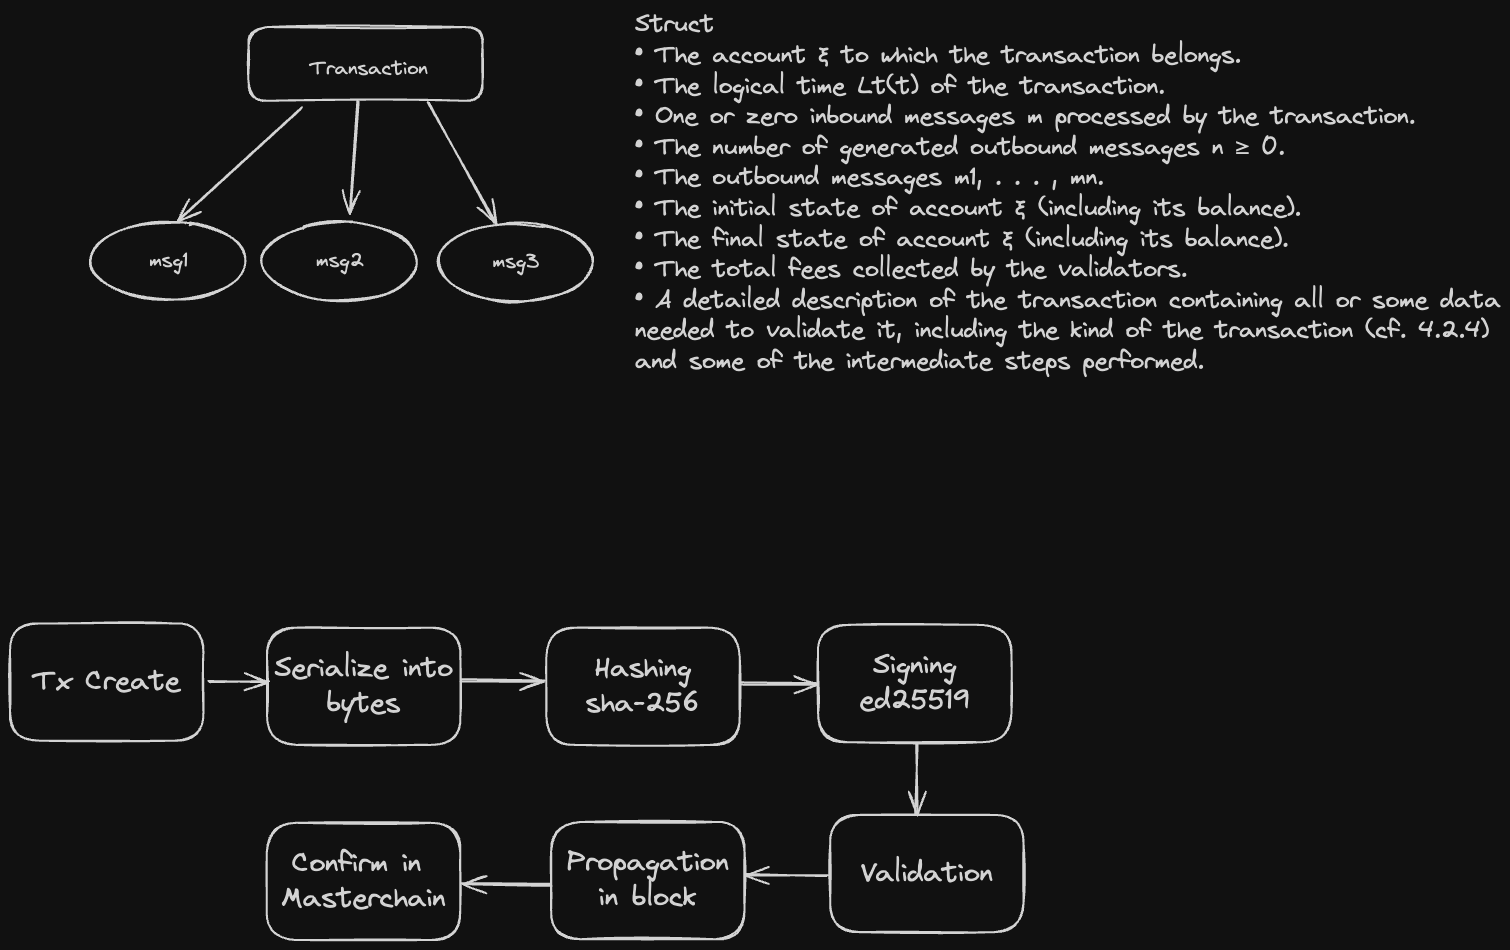 Transaction
msg1
msg2
msg3
Struct
• The account ξ to which the transaction belongs.
• The logical time Lt(t) of the transaction.
• One or zero inbound messages m processed by the transaction.
• The number of generated outbound messages n ≥ 0.
• The outbound messages m1, . . . , mn.
• The initial state of account ξ (including its balance).
• The final state of account ξ (including its balance).
• The total fees collected by the validators.
• A detailed description of the transaction containing all or some data
needed to validate it, including the kind of the transaction (cf. 4.2.4)
and some of the intermediate steps performed.
Tx Create
Serialize into
bytes
Hashing
sha-256
Signing
ed25519
Validation
Propagation
in block
Confirm in
Masterchain